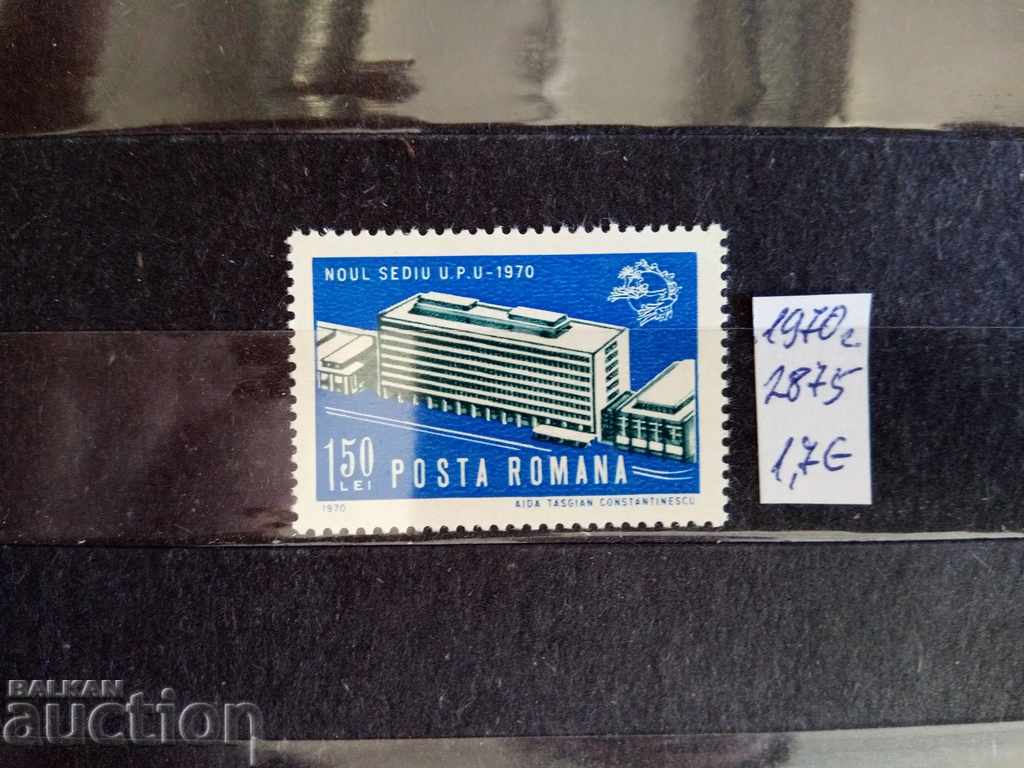 NOUL SEDIU U.P.U-1970
1,50 LEI
POSTA ROMANA
1970
AIDA TASGIAN CONSTANTINESCU
1970г
2875
1,7€
BALKAN
auction